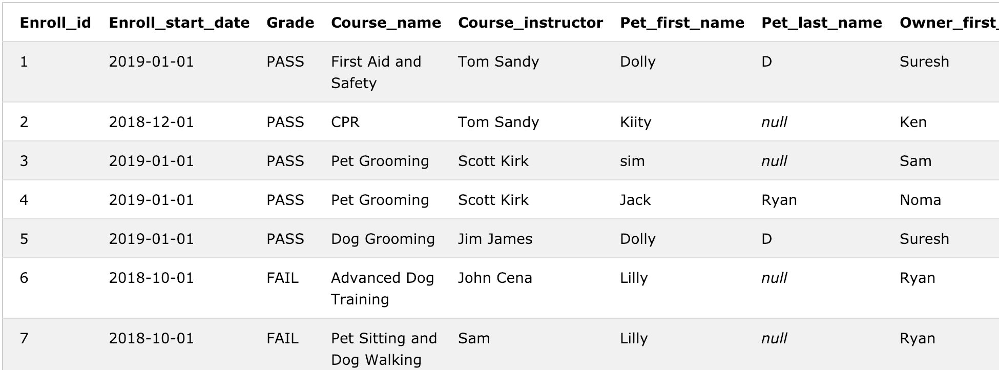 Enroll_id Enroll_start_date Grade Course_name Course_instructor Pet_first_name Pet_last_name Owner_first_
1 2019-01-01 PASS First Aid and Tom Sandy Dolly D Suresh
Safety
2 2018-12-01 PASS CPR Tom Sandy Kiity null Ken
3 2019-01-01 PASS Pet Grooming Scott Kirk sim null Sam
4 2019-01-01 PASS Pet Grooming Scott Kirk Jack Ryan Noma
5 2019-01-01 PASS Dog Grooming Jim James Dolly D Suresh
6 2018-10-01 FAIL Advanced Dog John Cena Lilly null Ryan
Training
7 2018-10-01 FAIL Pet Sitting and Sam Lilly null Ryan
Dog Walking